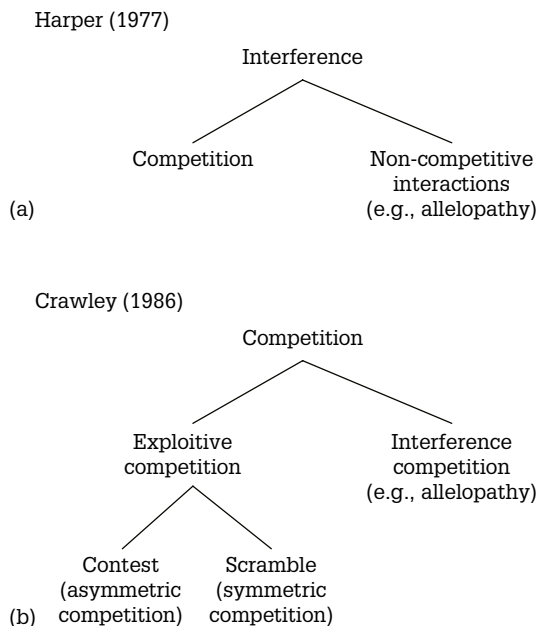 Harper (1977)
Interference
Competition
Non-competitive
interactions
(e.g., allelopathy)
(a)
Crawley (1986)
Competition
Exploitive
competition
Interference
competition
(e.g., allelopathy)
Contest
(asymmetric
competition)
Scramble
(symmetric
competition)
(b)